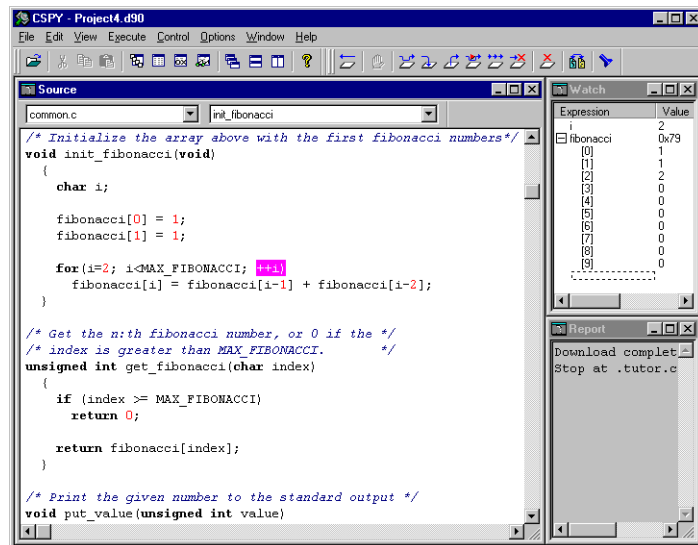 CSPY - Project4.d90
File Edit View Execute Control Options Window Help
Source
common.c init_fibonacci
/* Initialize the array above with the first fibonacci numbers*/
void init_fibonacci(void)
{
char i;
fibonacci[0] = 1;
fibonacci[1] = 1;
for(i=2; i<MAX_FIBONACCI; ++i)
fibonacci[i] = fibonacci[i-1] + fibonacci[i-2];
}
/* Get the n:th fibonacci number, or 0 if the */
/* index is greater than MAX_FIBONACCI. */
unsigned int get_fibonacci(char index)
{
if (index >= MAX_FIBONACCI)
return 0;
return fibonacci[index];
}
/* Print the given number to the standard output */
void put_value(unsigned int value)
Watch
Expression Value
i 2
fibonacci 0x79
[0] 1
[1] 1
[2] 2
[3] 0
[4] 0
[5] 0
[6] 0
[7] 0
[8] 0
[9] 0
Report
Download complet
Stop at .tutor.c